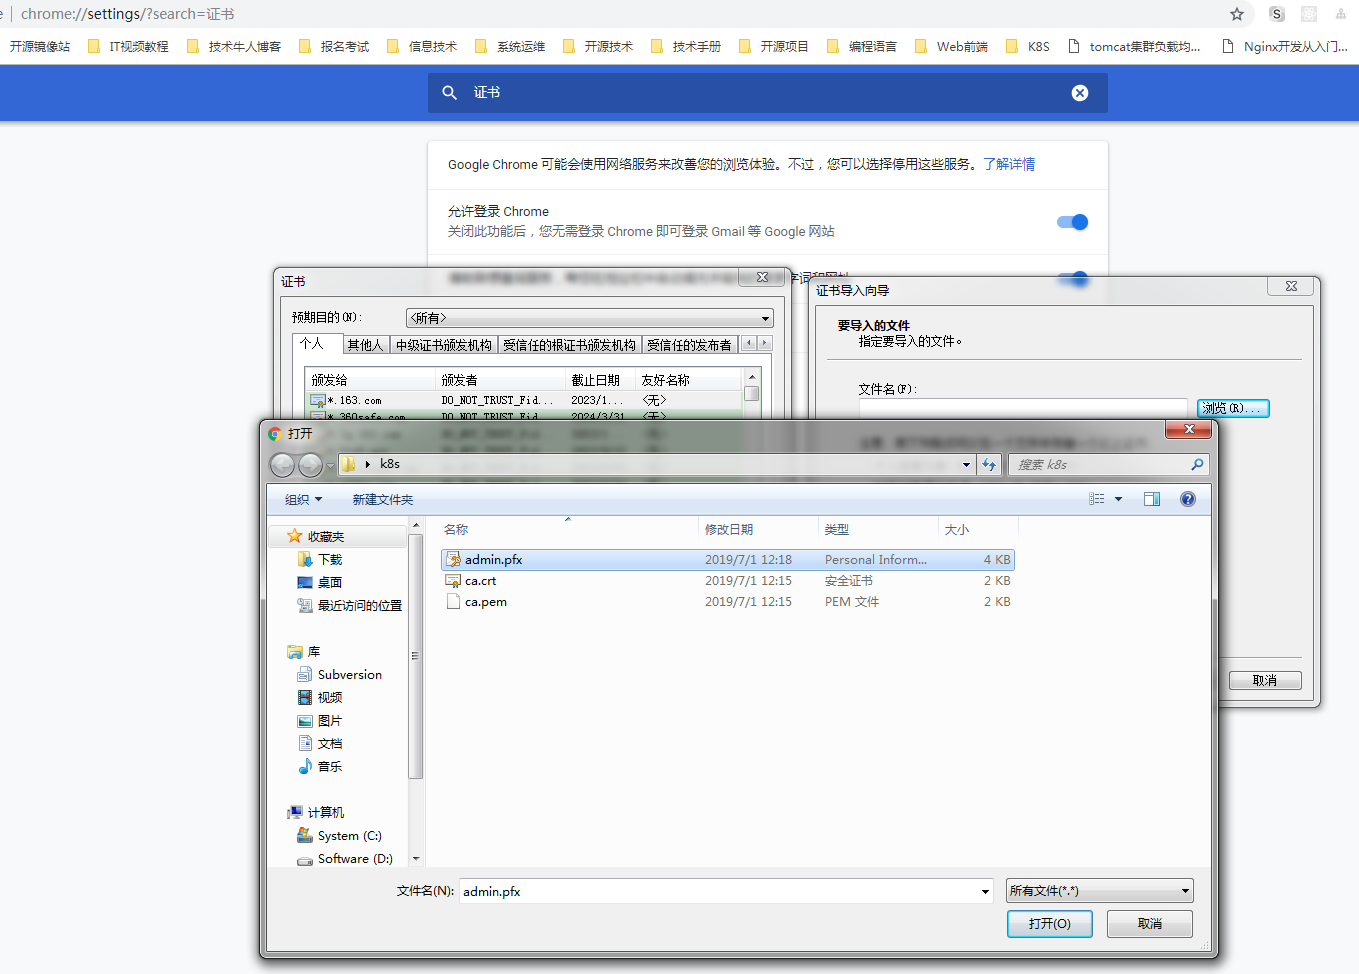 chrome://settings/?search=证书
S
开源镜像站 IT视频教程 技术牛人博客 报名考试 信息技术 系统运维 开源技术 技术手册 开源项目 编程语言 Web前端 K8S tomcat集群负载均... Nginx开发从入门...
证书
Google Chrome 可能会使用网络服务来改善您的浏览体验。不过，您可以选择停用这些服务。了解详情
允许登录 Chrome
关闭此功能后，您无需登录 Chrome 即可登录 Gmail 等 Google 网站
证书
预期目的(N): <所有>
个人 其他人 中级证书颁发机构 受信任的根证书颁发机构 受信任的发布者
颁发给 颁发者 截止日期 友好名称
*.163.com DO_NOT_TRUST_Fid... 2023/1... <无>
*.360safe.com DO_NOT_TRUST_Fid... 2024/3/31 <无>
证书导入向导
要导入的文件
指定要导入的文件。
文件名(F):
浏览(R)...
取消
打开
k8s
搜索 k8s
组织 新建文件夹
收藏夹
下载
桌面
最近访问的位置
库
Subversion
视频
图片
文档
音乐
计算机
System (C:)
Software (D:)
名称 修改日期 类型 大小
admin.pfx 2019/7/1 12:18 Personal Inform... 4 KB
ca.crt 2019/7/1 12:15 安全证书 2 KB
ca.pem 2019/7/1 12:15 PEM 文件 2 KB
文件名(N): admin.pfx 所有文件(*.*)
打开(O) 取消